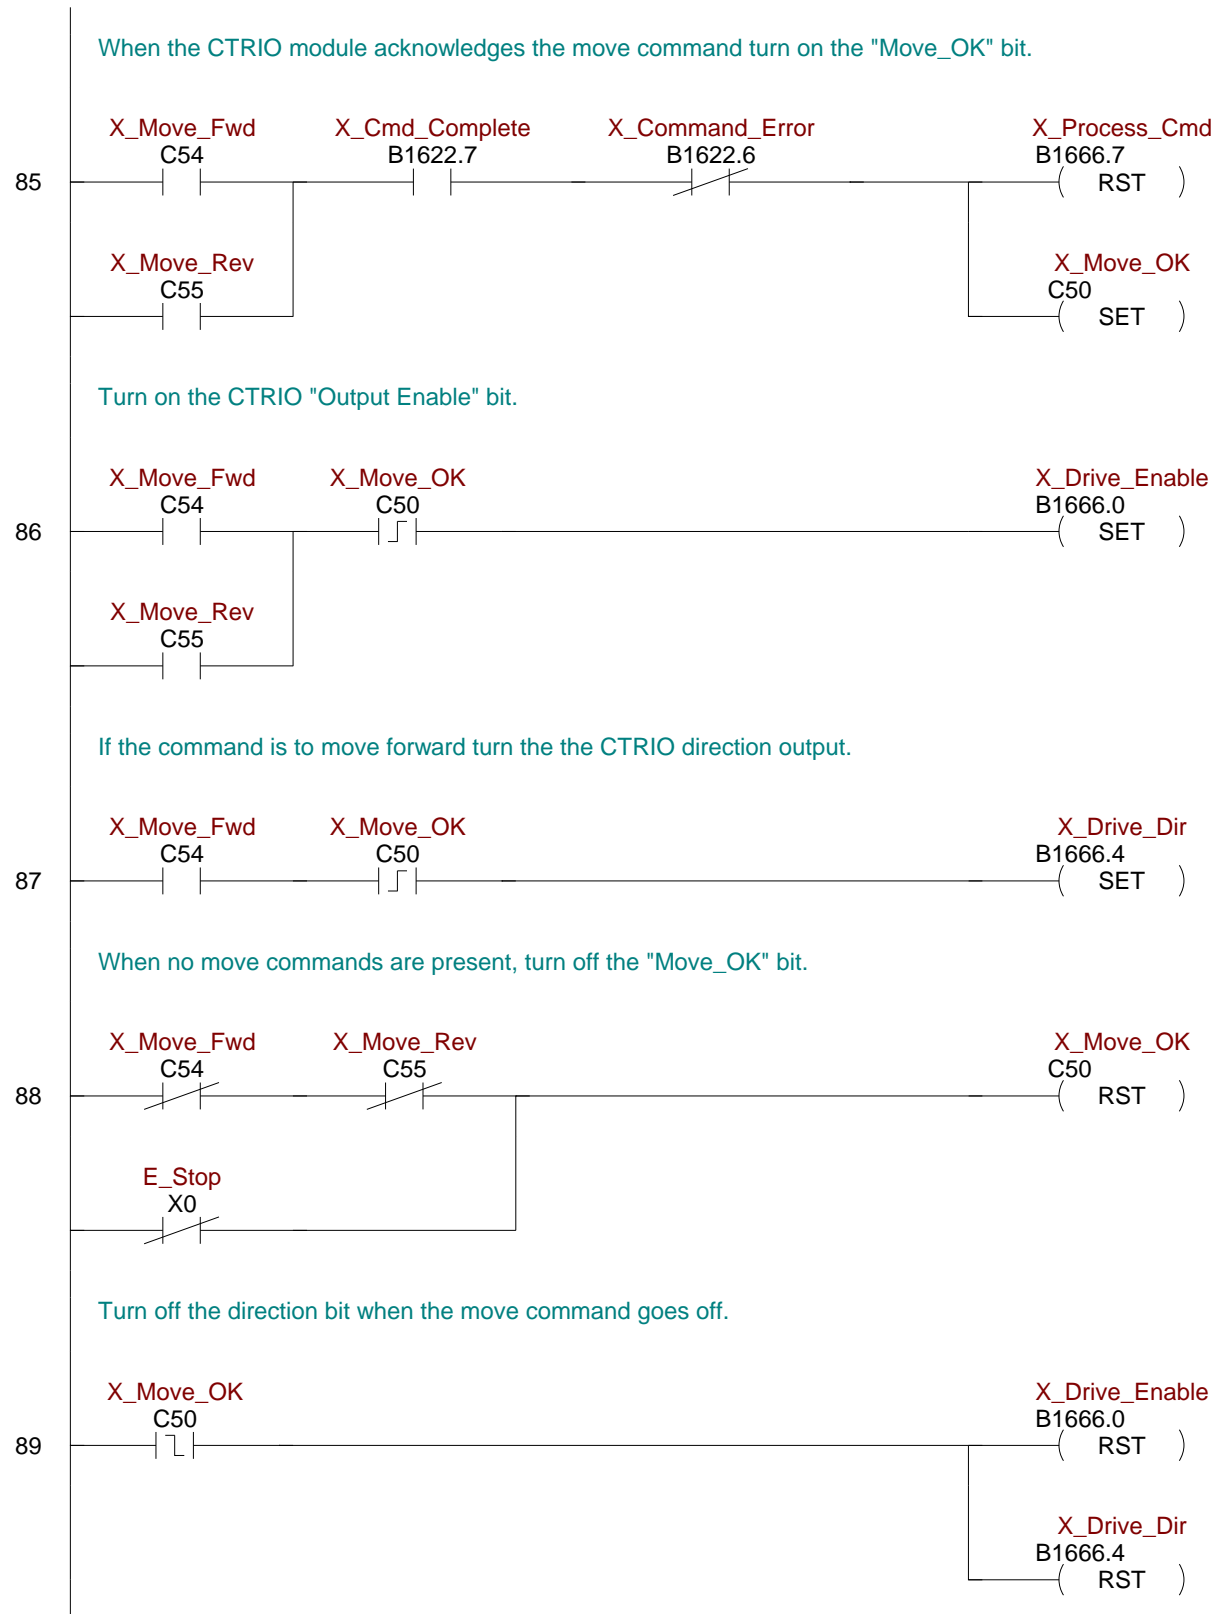 When the CTRIO module acknowledges the move command turn on the "Move_OK" bit.
X_Move_Fwd X_Cmd_Complete X_Command_Error X_Process_Cmd
C54 B1622.7 B1622.6 B1666.7
85 RST
X_Move_Rev X_Move_OK
C55 C50
SET
Turn on the CTRIO "Output Enable" bit.
X_Move_Fwd X_Move_OK X_Drive_Enable
C54 C50 B1666.0
86 SET
X_Move_Rev
C55
If the command is to move forward turn the the CTRIO direction output.
X_Move_Fwd X_Move_OK X_Drive_Dir
C54 C50 B1666.4
87 SET
When no move commands are present, turn off the "Move_OK" bit.
X_Move_Fwd X_Move_Rev X_Move_OK
C54 C55 C50
88 RST
E_Stop
X0
Turn off the direction bit when the move command goes off.
X_Move_OK X_Drive_Enable
C50 B1666.0
89 RST
X_Drive_Dir
B1666.4
RST